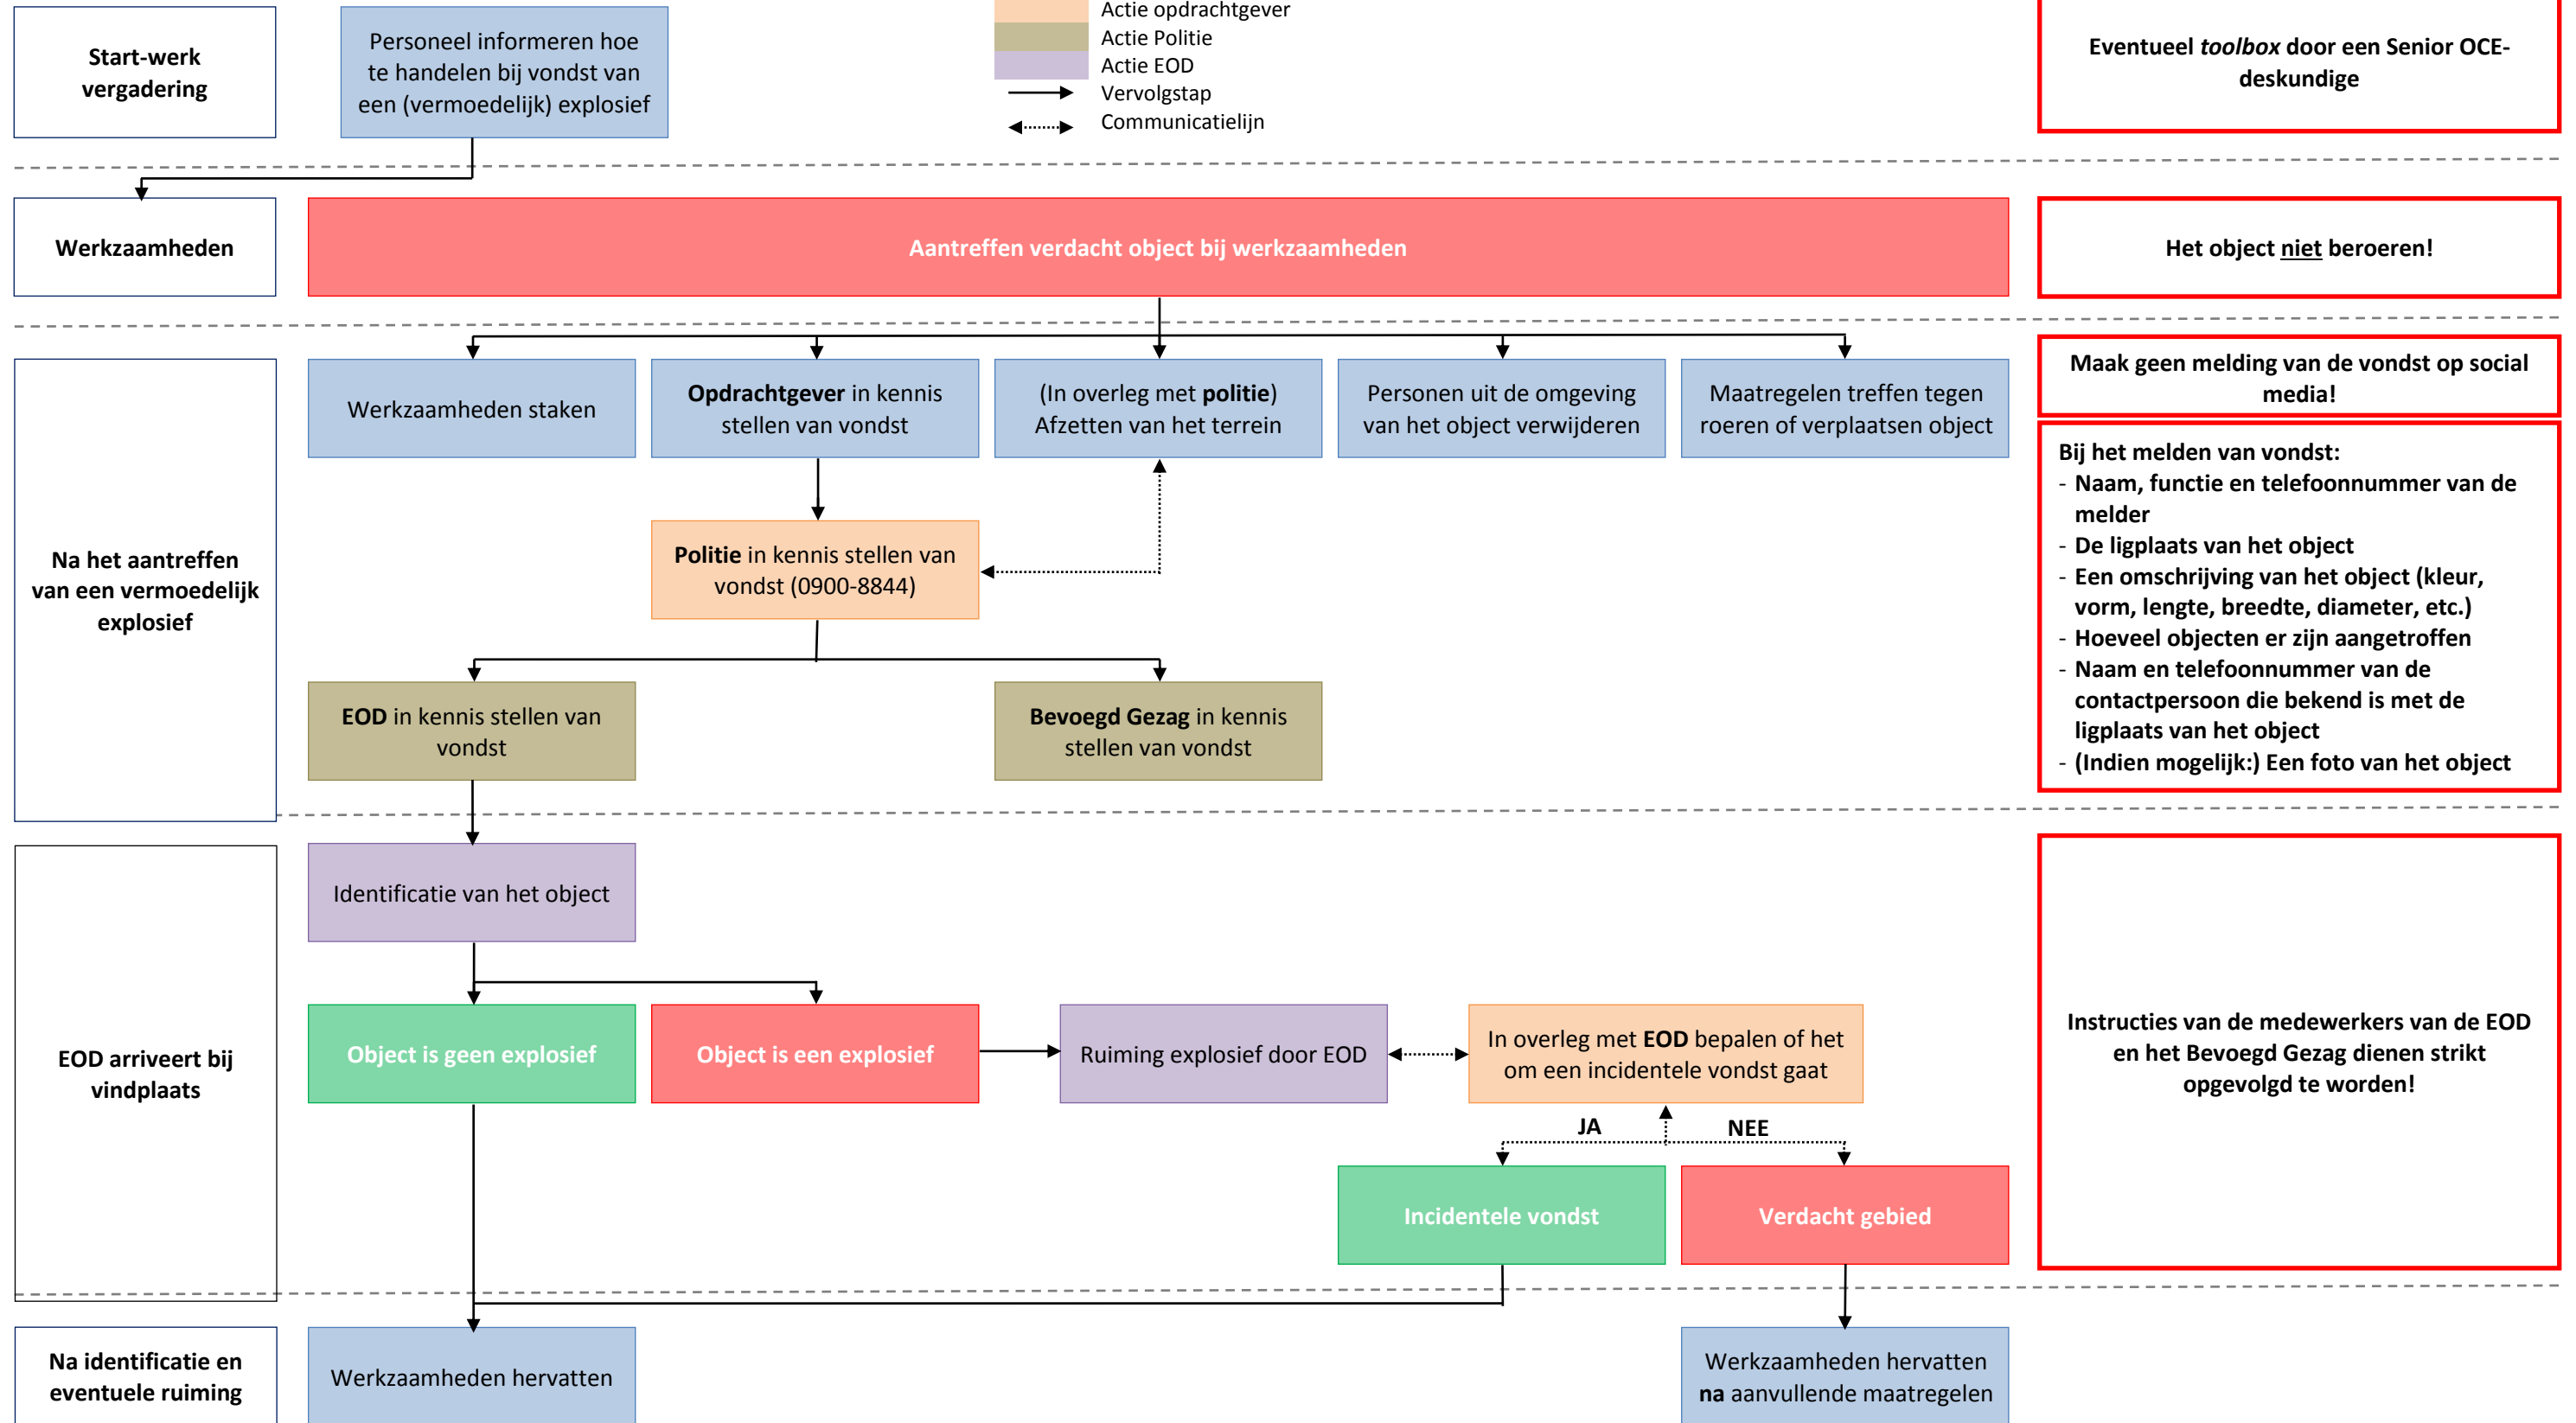 Start-werk
vergadering
Personeel informeren hoe
te handelen bij vondst van
een (vermoedelijk) explosief
Actie opdrachtgever
Actie Politie
Actie EOD
Vervolgstap
Communicatielijn
Eventueel toolbox door een Senior OCE-
deskundige
Werkzaamheden
Aantreffen verdacht object bij werkzaamheden
Het object niet beroeren!
Na het aantreffen
van een vermoedelijk
explosief
Werkzaamheden staken
Opdrachtgever in kennis
stellen van vondst
(In overleg met politie)
Afzetten van het terrein
Personen uit de omgeving
van het object verwijderen
Maatregelen treffen tegen
roeren of verplaatsen object
Maak geen melding van de vondst op social
media!
Politie in kennis stellen van
vondst (0900-8844)
EOD in kennis stellen van
vondst
Bevoegd Gezag in kennis
stellen van vondst
Bij het melden van vondst:
- Naam, functie en telefoonnummer van de
melder
- De ligplaats van het object
- Een omschrijving van het object (kleur,
vorm, lengte, breedte, diameter, etc.)
- Hoeveel objecten er zijn aangetroffen
- Naam en telefoonnummer van de
contactpersoon die bekend is met de
ligplaats van het object
- (Indien mogelijk:) Een foto van het object
EOD arriveert bij
vindplaats
Identificatie van het object
Object is geen explosief
Object is een explosief
Ruiming explosief door EOD
In overleg met EOD bepalen of het
om een incidentele vondst gaat
JA
NEE
Incidentele vondst
Verdacht gebied
Instructies van de medewerkers van de EOD
en het Bevoegd Gezag dienen strikt
opgevolgd te worden!
Na identificatie en
eventuele ruiming
Werkzaamheden hervatten
Werkzaamheden hervatten
na aanvullende maatregelen